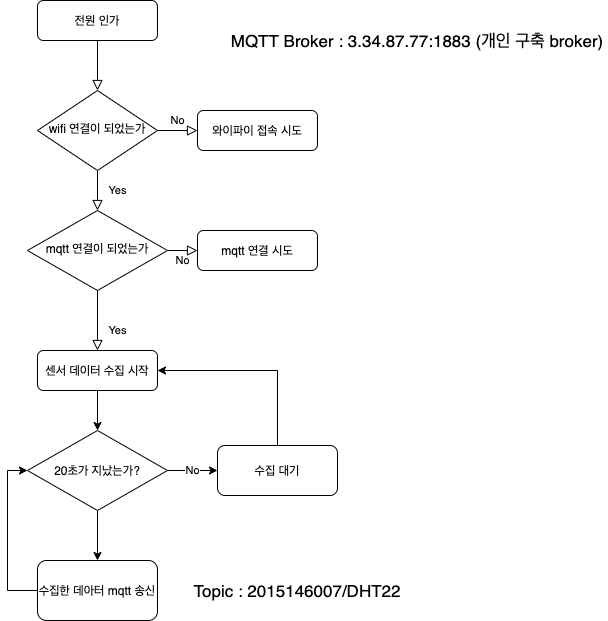 전원 인가
MQTT Broker : 3.34.87.77:1883 (개인 구축 broker)
wifi 연결이 되었는가
No
와이파이 접속 시도
Yes
mqtt 연결이 되었는가
No
mqtt 연결 시도
Yes
센서 데이터 수집 시작
20초가 지났는가?
No
수집 대기
수집한 데아터 mqtt 송신
Topic : 2015146007/DHT22